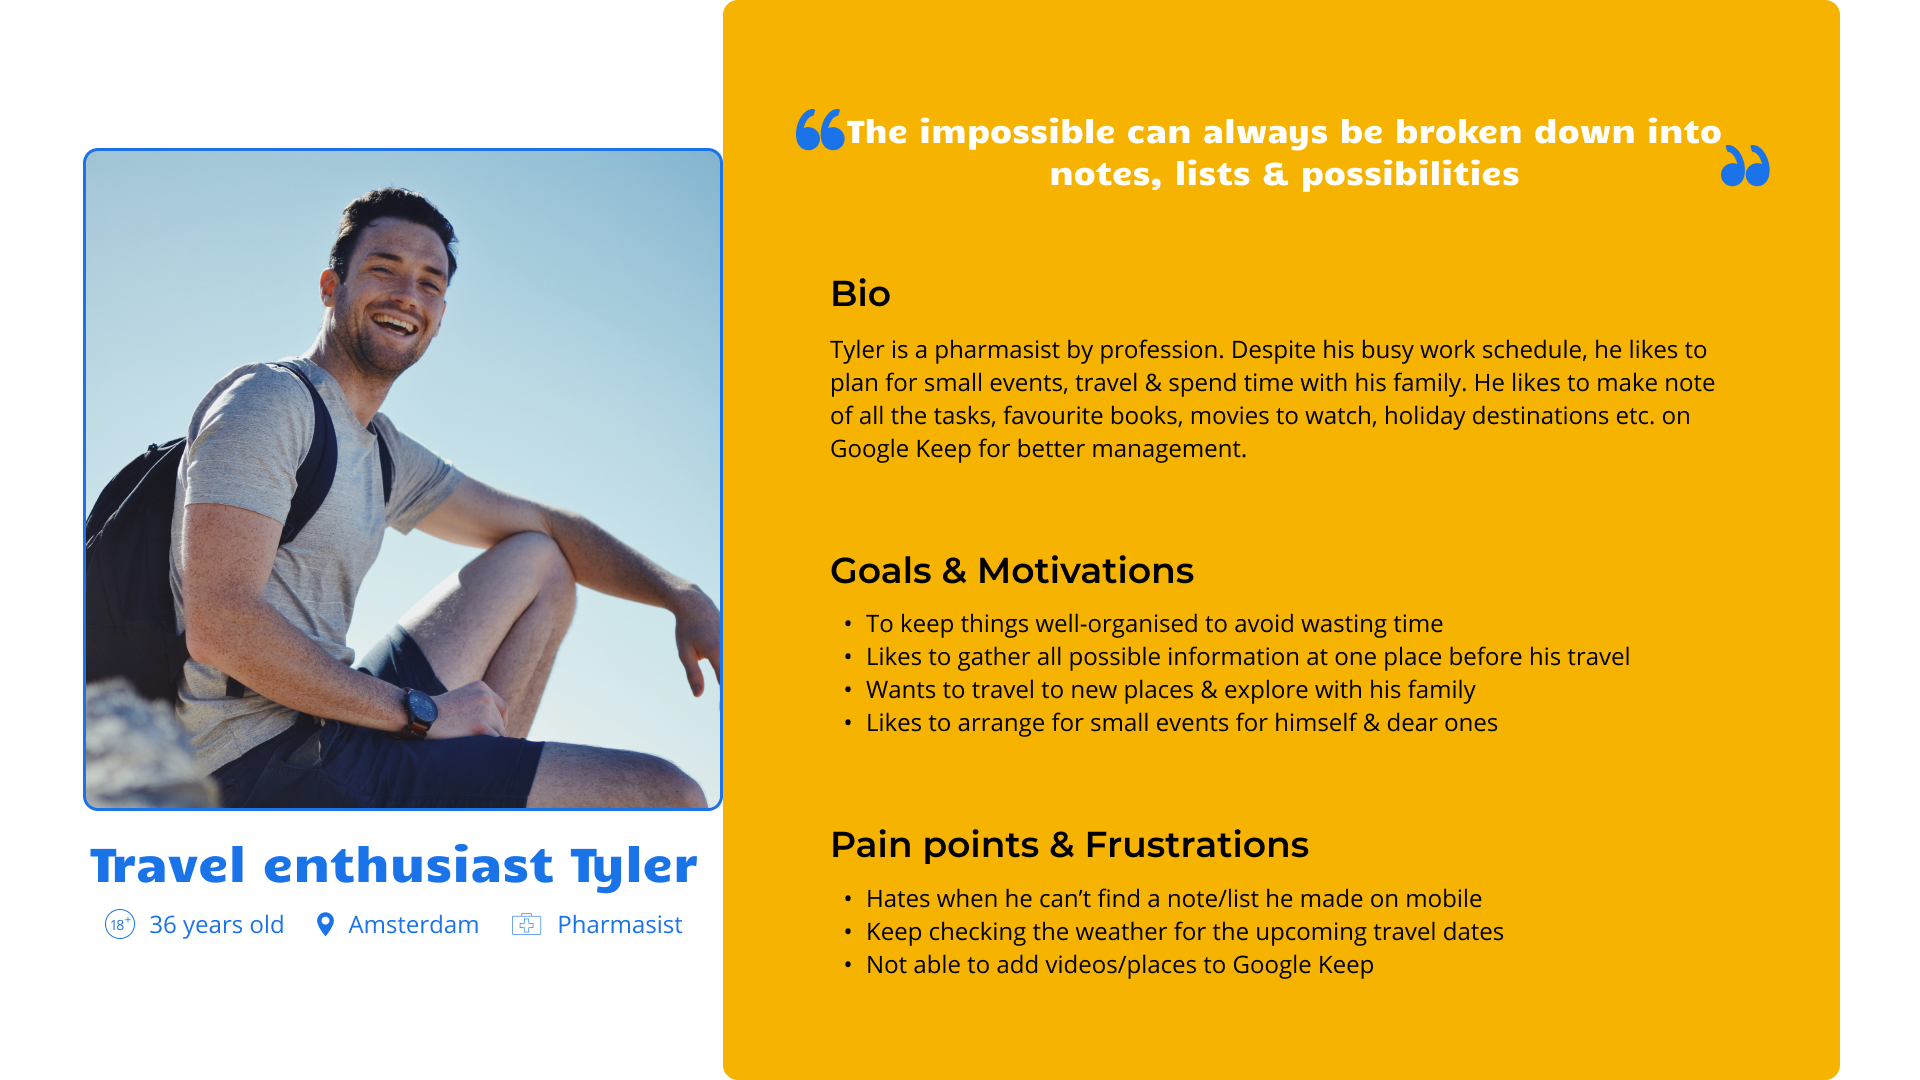 “The impossible can always be broken down into
notes, lists & possibilities”
Bio
Tyler is a pharmasist by profession. Despite his busy work schedule, he likes to
plan for small events, travel & spend time with his family. He likes to make note
of all the tasks, favourite books, movies to watch, holiday destinations etc. on
Google Keep for better management.
Goals & Motivations
• To keep things well-organised to avoid wasting time
• Likes to gather all possible information at one place before his travel
• Wants to travel to new places & explore with his family
• Likes to arrange for small events for himself & dear ones
Pain points & Frustrations
• Hates when he can’t find a note/list he made on mobile
• Keep checking the weather for the upcoming travel dates
• Not able to add videos/places to Google Keep
Travel enthusiast Tyler
18+ 36 years old Amsterdam Pharmasist